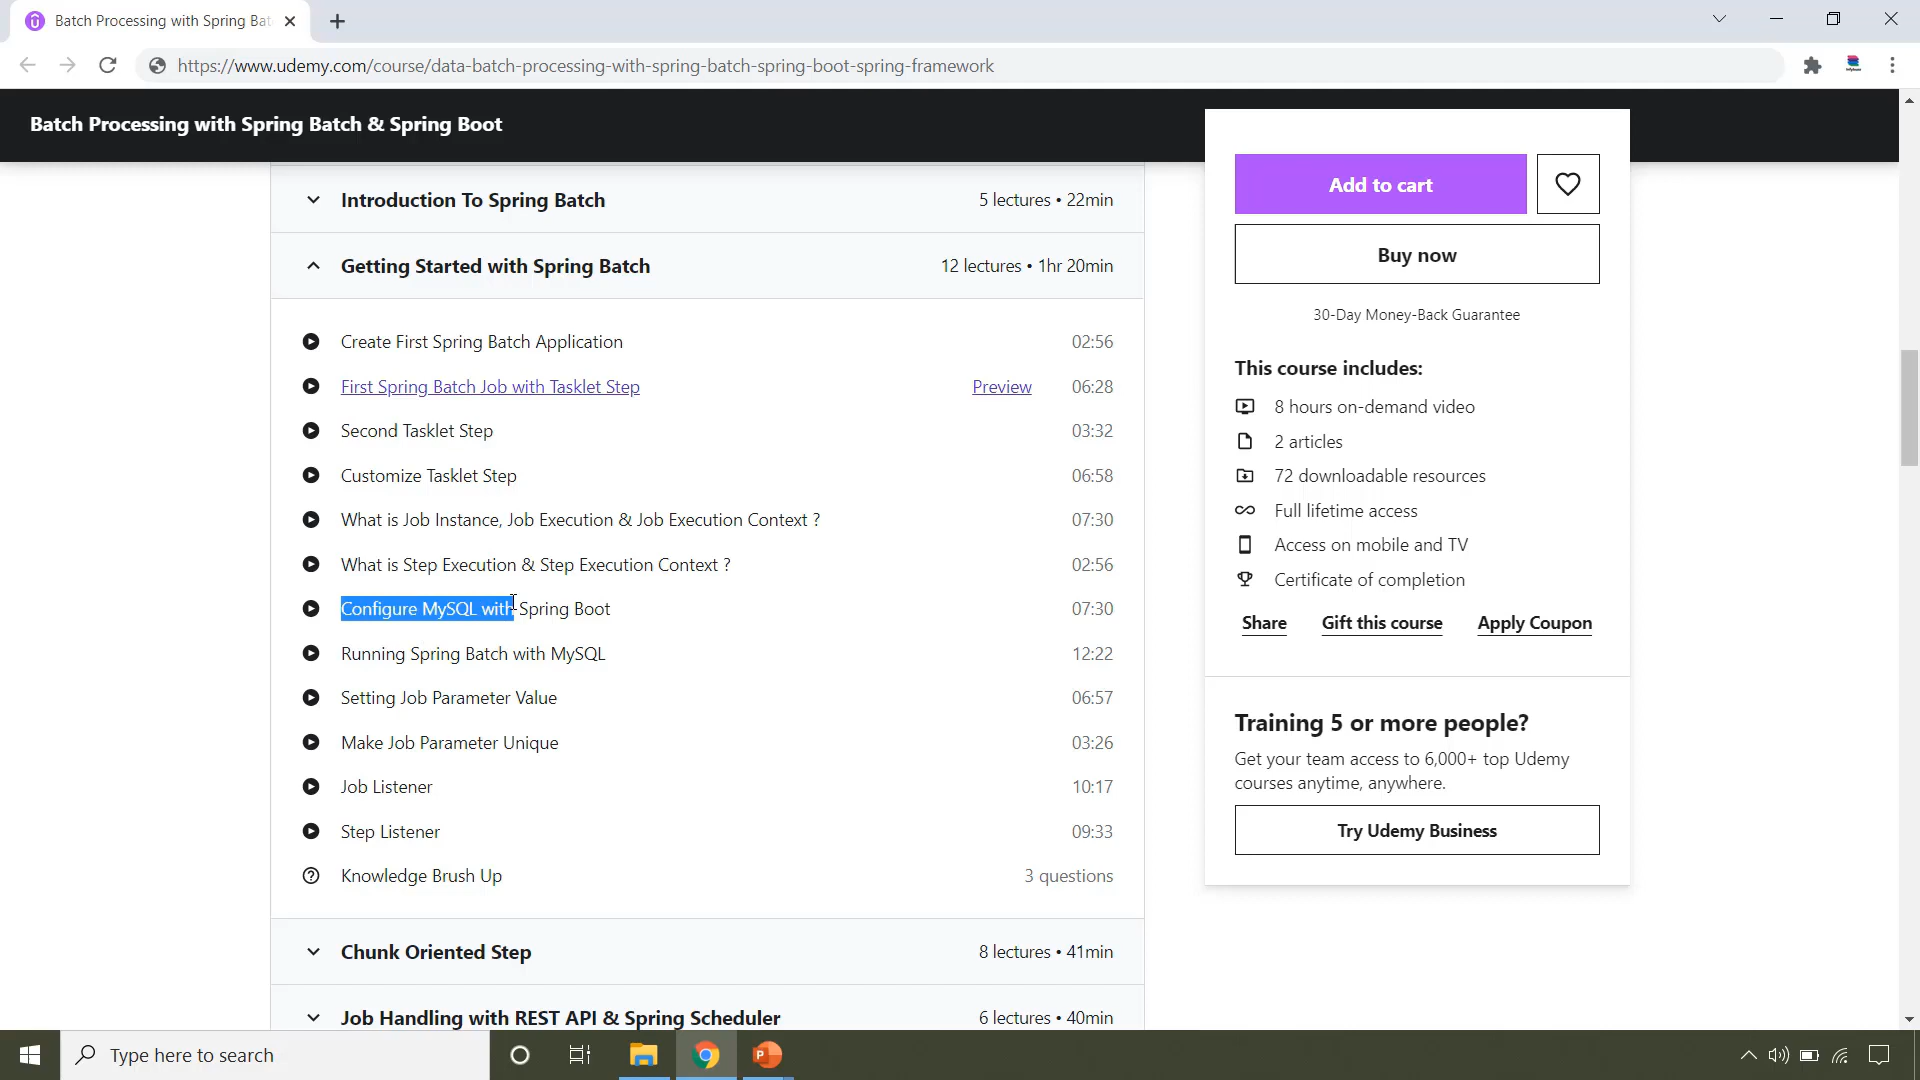 Batch Processing with Spring Bat
https://www.udemy.com/course/data-batch-processing-with-spring-batch-spring-boot-spring-framework
Batch Processing with Spring Batch & Spring Boot
Introduction To Spring Batch 5 lectures • 22min
Getting Started with Spring Batch 12 lectures • 1hr 20min
Create First Spring Batch Application 02:56
First Spring Batch Job with Tasklet Step Preview 06:28
Second Tasklet Step 03:32
Customize Tasklet Step 06:58
What is Job Instance, Job Execution & Job Execution Context ? 07:30
What is Step Execution & Step Execution Context ? 02:56
Configure MySQL with Spring Boot 07:30
Running Spring Batch with MySQL 12:22
Setting Job Parameter Value 06:57
Make Job Parameter Unique 03:26
Job Listener 10:17
Step Listener 09:33
Knowledge Brush Up 3 questions
Chunk Oriented Step 8 lectures • 41min
Job Handling with REST API & Spring Scheduler 6 lectures • 40min
Add to cart
Buy now
30-Day Money-Back Guarantee
This course includes:
8 hours on-demand video
2 articles
72 downloadable resources
Full lifetime access
Access on mobile and TV
Certificate of completion
Share Gift this course Apply Coupon
Training 5 or more people?
Get your team access to 6,000+ top Udemy
courses anytime, anywhere.
Try Udemy Business
Type here to search